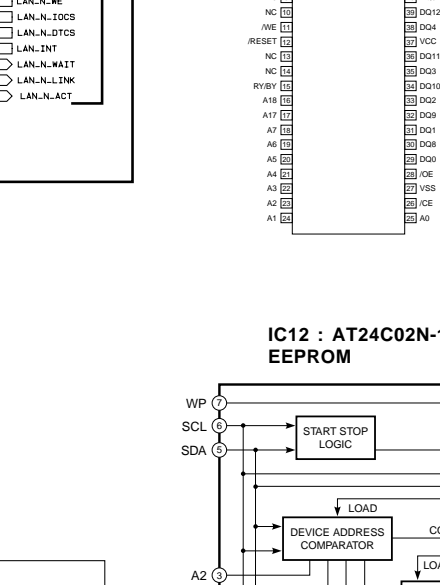 LAN_N_WE
LAN_N_IOCS
LAN_N_DTCS
LAN_INT
LAN_N_WAIT
LAN_N_LINK
LAN_N_ACT
39 DQ12
NC 10
38 DQ4
/WE 11
37 VCC
/RESET 12
36 DQ11
NC 13
35 DQ3
NC 14
34 DQ10
RY/BY 15
33 DQ2
A18 16
32 DQ9
A17 17
31 DQ1
A7 18
30 DQ8
A6 19
29 DQ0
A5 20
28 /OE
A4 21
27 VSS
A3 22
26 /CE
A2 23
25 A0
A1 24
IC12 : AT24C02N-
EEPROM
WP 7
SCL 6
SDA 5
START STOP
LOGIC
LOAD
DEVICE ADDRESS
COMPARATOR
A2 3